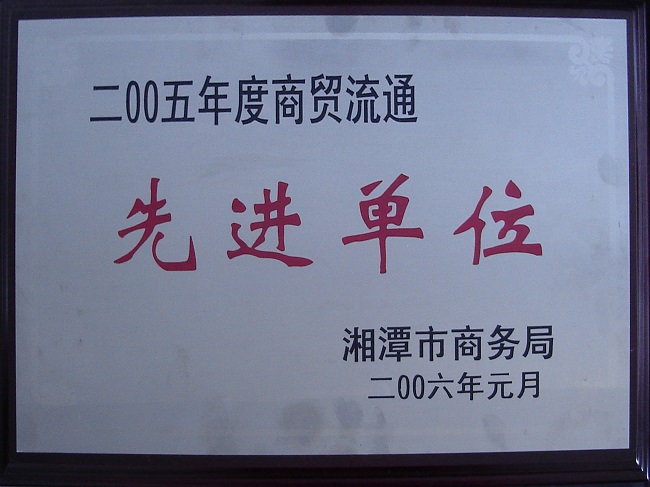 二00五年度商贸流通
先进单位
湘潭市商务局
二00六年元月